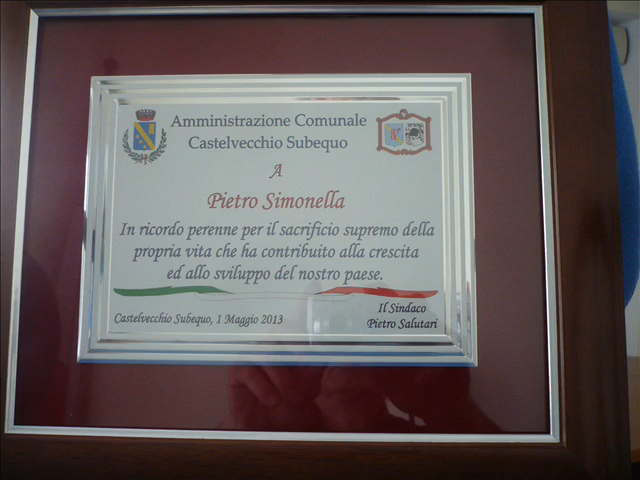 Amministrazione Comunale
Castelvecchio Subequo
A
Pietro Simonella
In ricordo perenne per il sacrificio supremo della
propria vita che ha contribuito alla crescita
ed allo sviluppo del nostro paese.
Castelvecchio Subequo, 1 Maggio 2013
Il Sindaco
Pietro Salutari